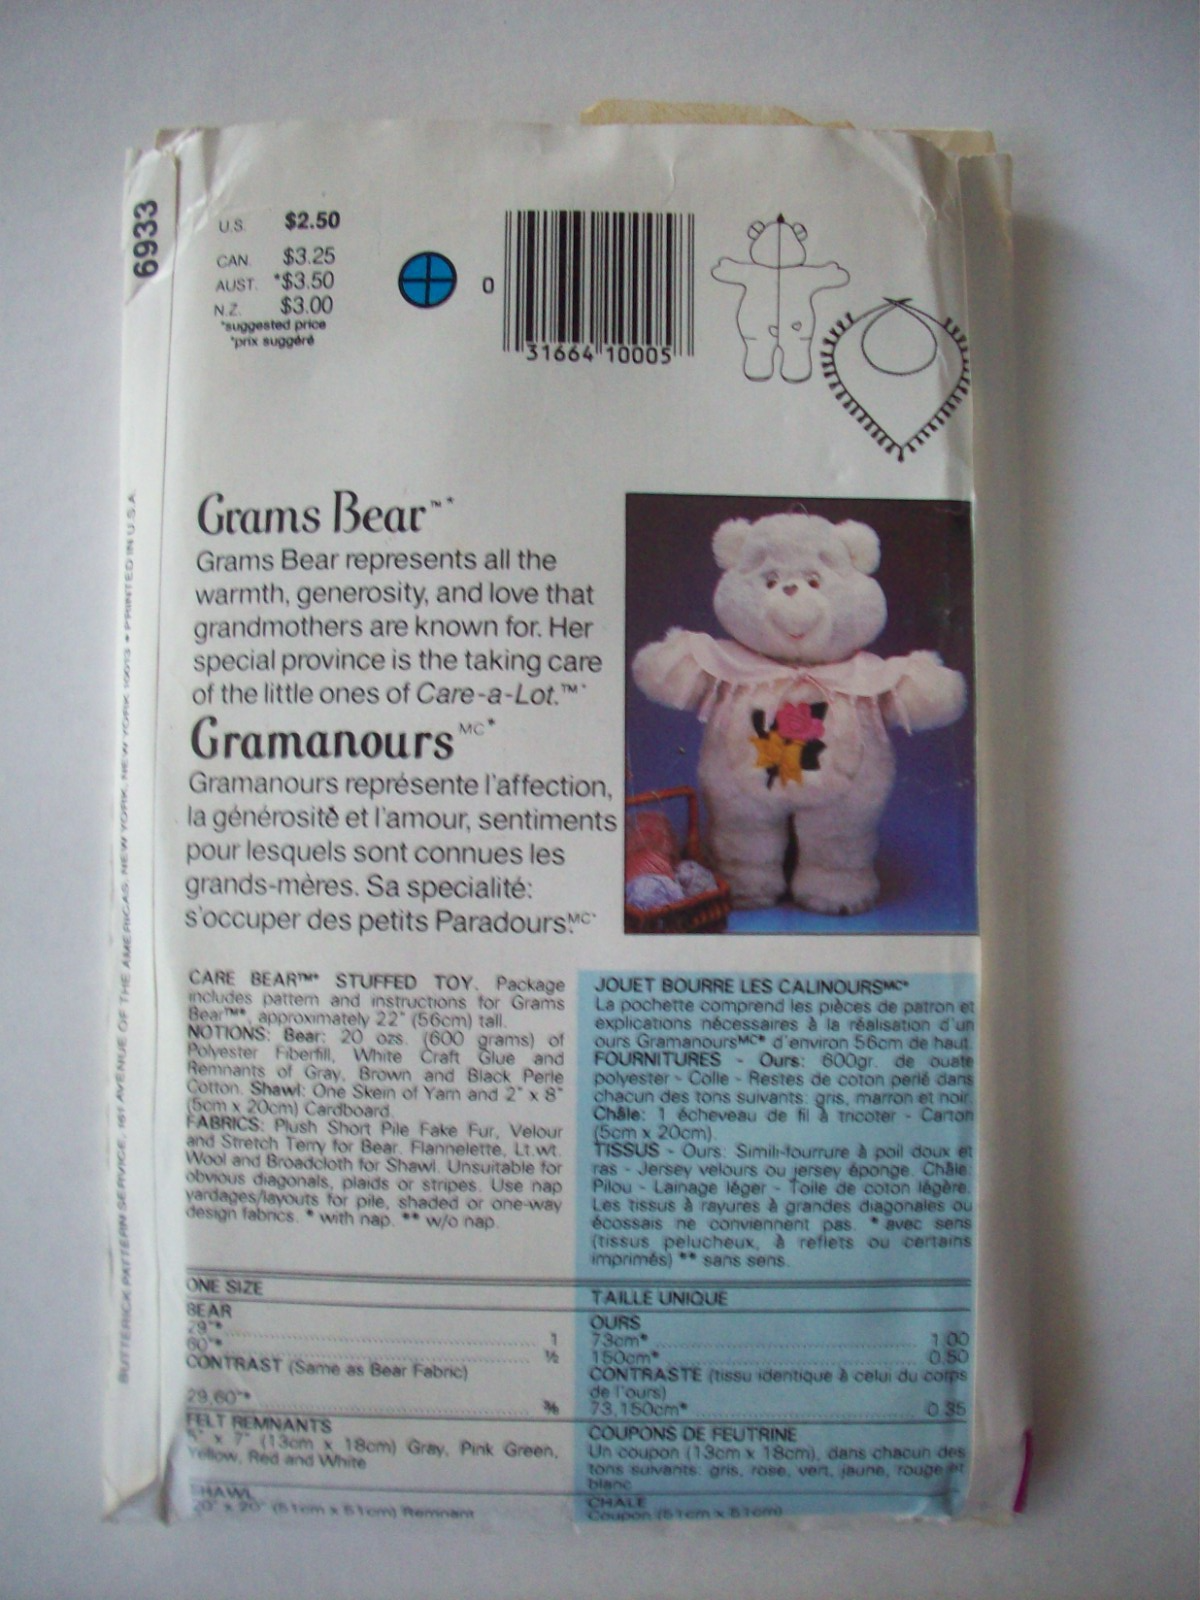 6933
U.S. $2.50
CAN. $3.25
AUST. *$3.50
N.Z. $3.00
*suggested price
*prix suggéré
0
31664 10005
Grams Bear™*
Grams Bear represents all the
warmth, generosity, and love that
grandmothers are known for. Her
special province is the taking care
of the little ones of Care-a-Lot.™*
Gramanours MC*
Gramanours représente l'affection,
la générosité et l'amour, sentiments
pour lesquels sont connues les
grands-mères. Sa specialité:
s'occuper des petits Paradours.MC*
CARE BEAR™* STUFFED TOY. Package
includes pattern and instructions for Grams
Bear™*, approximately 22" (56cm) tall.
NOTIONS: Bear: 20 ozs. (600 grams) of
Polyester Fiberfill, White Craft Glue and
Remnants of Gray, Brown and Black Perle
Cotton. Shawl: One Skein of Yarn and 2" x 8"
(5cm x 20cm) Cardboard.
FABRICS: Plush Short Pile Fake Fur, Velour
and Stretch Terry for Bear. Flannelette, Lt.wt.
Wool and Broadcloth for Shawl. Unsuitable for
obvious diagonals, plaids or stripes. Use nap
yardages/layouts for pile, shaded or one-way
design fabrics. * with nap. ** w/o nap.
ONE SIZE
BEAR
29"* 1
60"* ½
CONTRAST (Same as Bear Fabric)
29,60"* ⅜
FELT REMNANTS
5" x 7" (13cm x 18cm) Gray, Pink Green,
Yellow, Red and White
SHAWL
20" x 20" (51cm x 51cm) Remnant
JOUET BOURRE LES CALINOURSMC*
La pochette comprend les pièces de patron et
explications nécessaires à la réalisation d'un
ours GramanoursMC* d'environ 56cm de haut.
FOURNITURES - Ours: 600gr. de ouate
polyester - Colle - Restes de coton perlé dans
chacun des tons suivants: gris, marron et noir.
Châle: 1 écheveau de fil à tricoter - Carton
(5cm x 20cm).
TISSUS - Ours: Simili-fourrure à poil doux et
ras - Jersey velours ou jersey éponge. Châle:
Pilou - Lainage léger - Toile de coton légère.
Les tissus à rayures à grandes diagonales ou
écossais ne conviennent pas. * avec sens
(tissus pelucheux, à reflets ou certains
imprimés) ** sans sens.
TAILLE UNIQUE
OURS
73cm* 1.00
150cm* 0.50
CONTRASTE (tissu identique à celui du corps
de l'ours)
73,150cm* 0.35
COUPONS DE FEUTRINE
Un coupon (13cm x 18cm), dans chacun des
tons suivants: gris, rose, vert, jaune, rouge et
blanc
CHALE
Coupon (51cm x 51cm)
BUTTERICK PATTERN SERVICE, 161 AVENUE OF THE AMERICAS, NEW YORK, NEW YORK 10013 • PRINTED IN U.S.A.